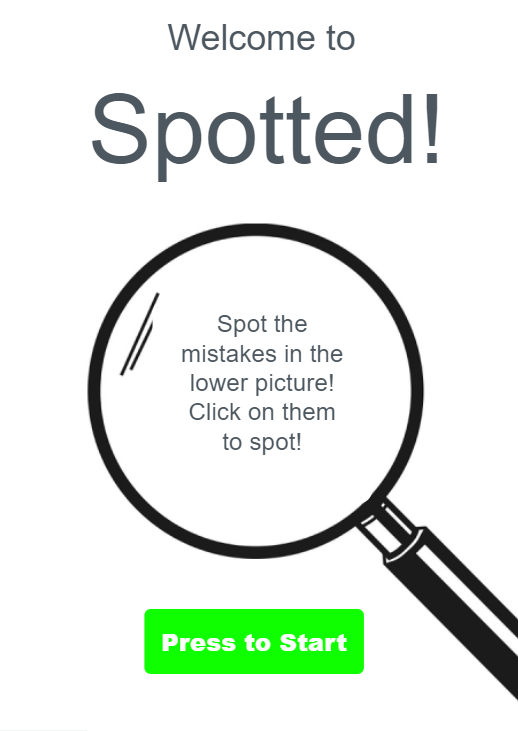 Welcome to
Spotted!
Spot the
mistakes in the
lower picture!
Click on them
to spot!
Press to Start